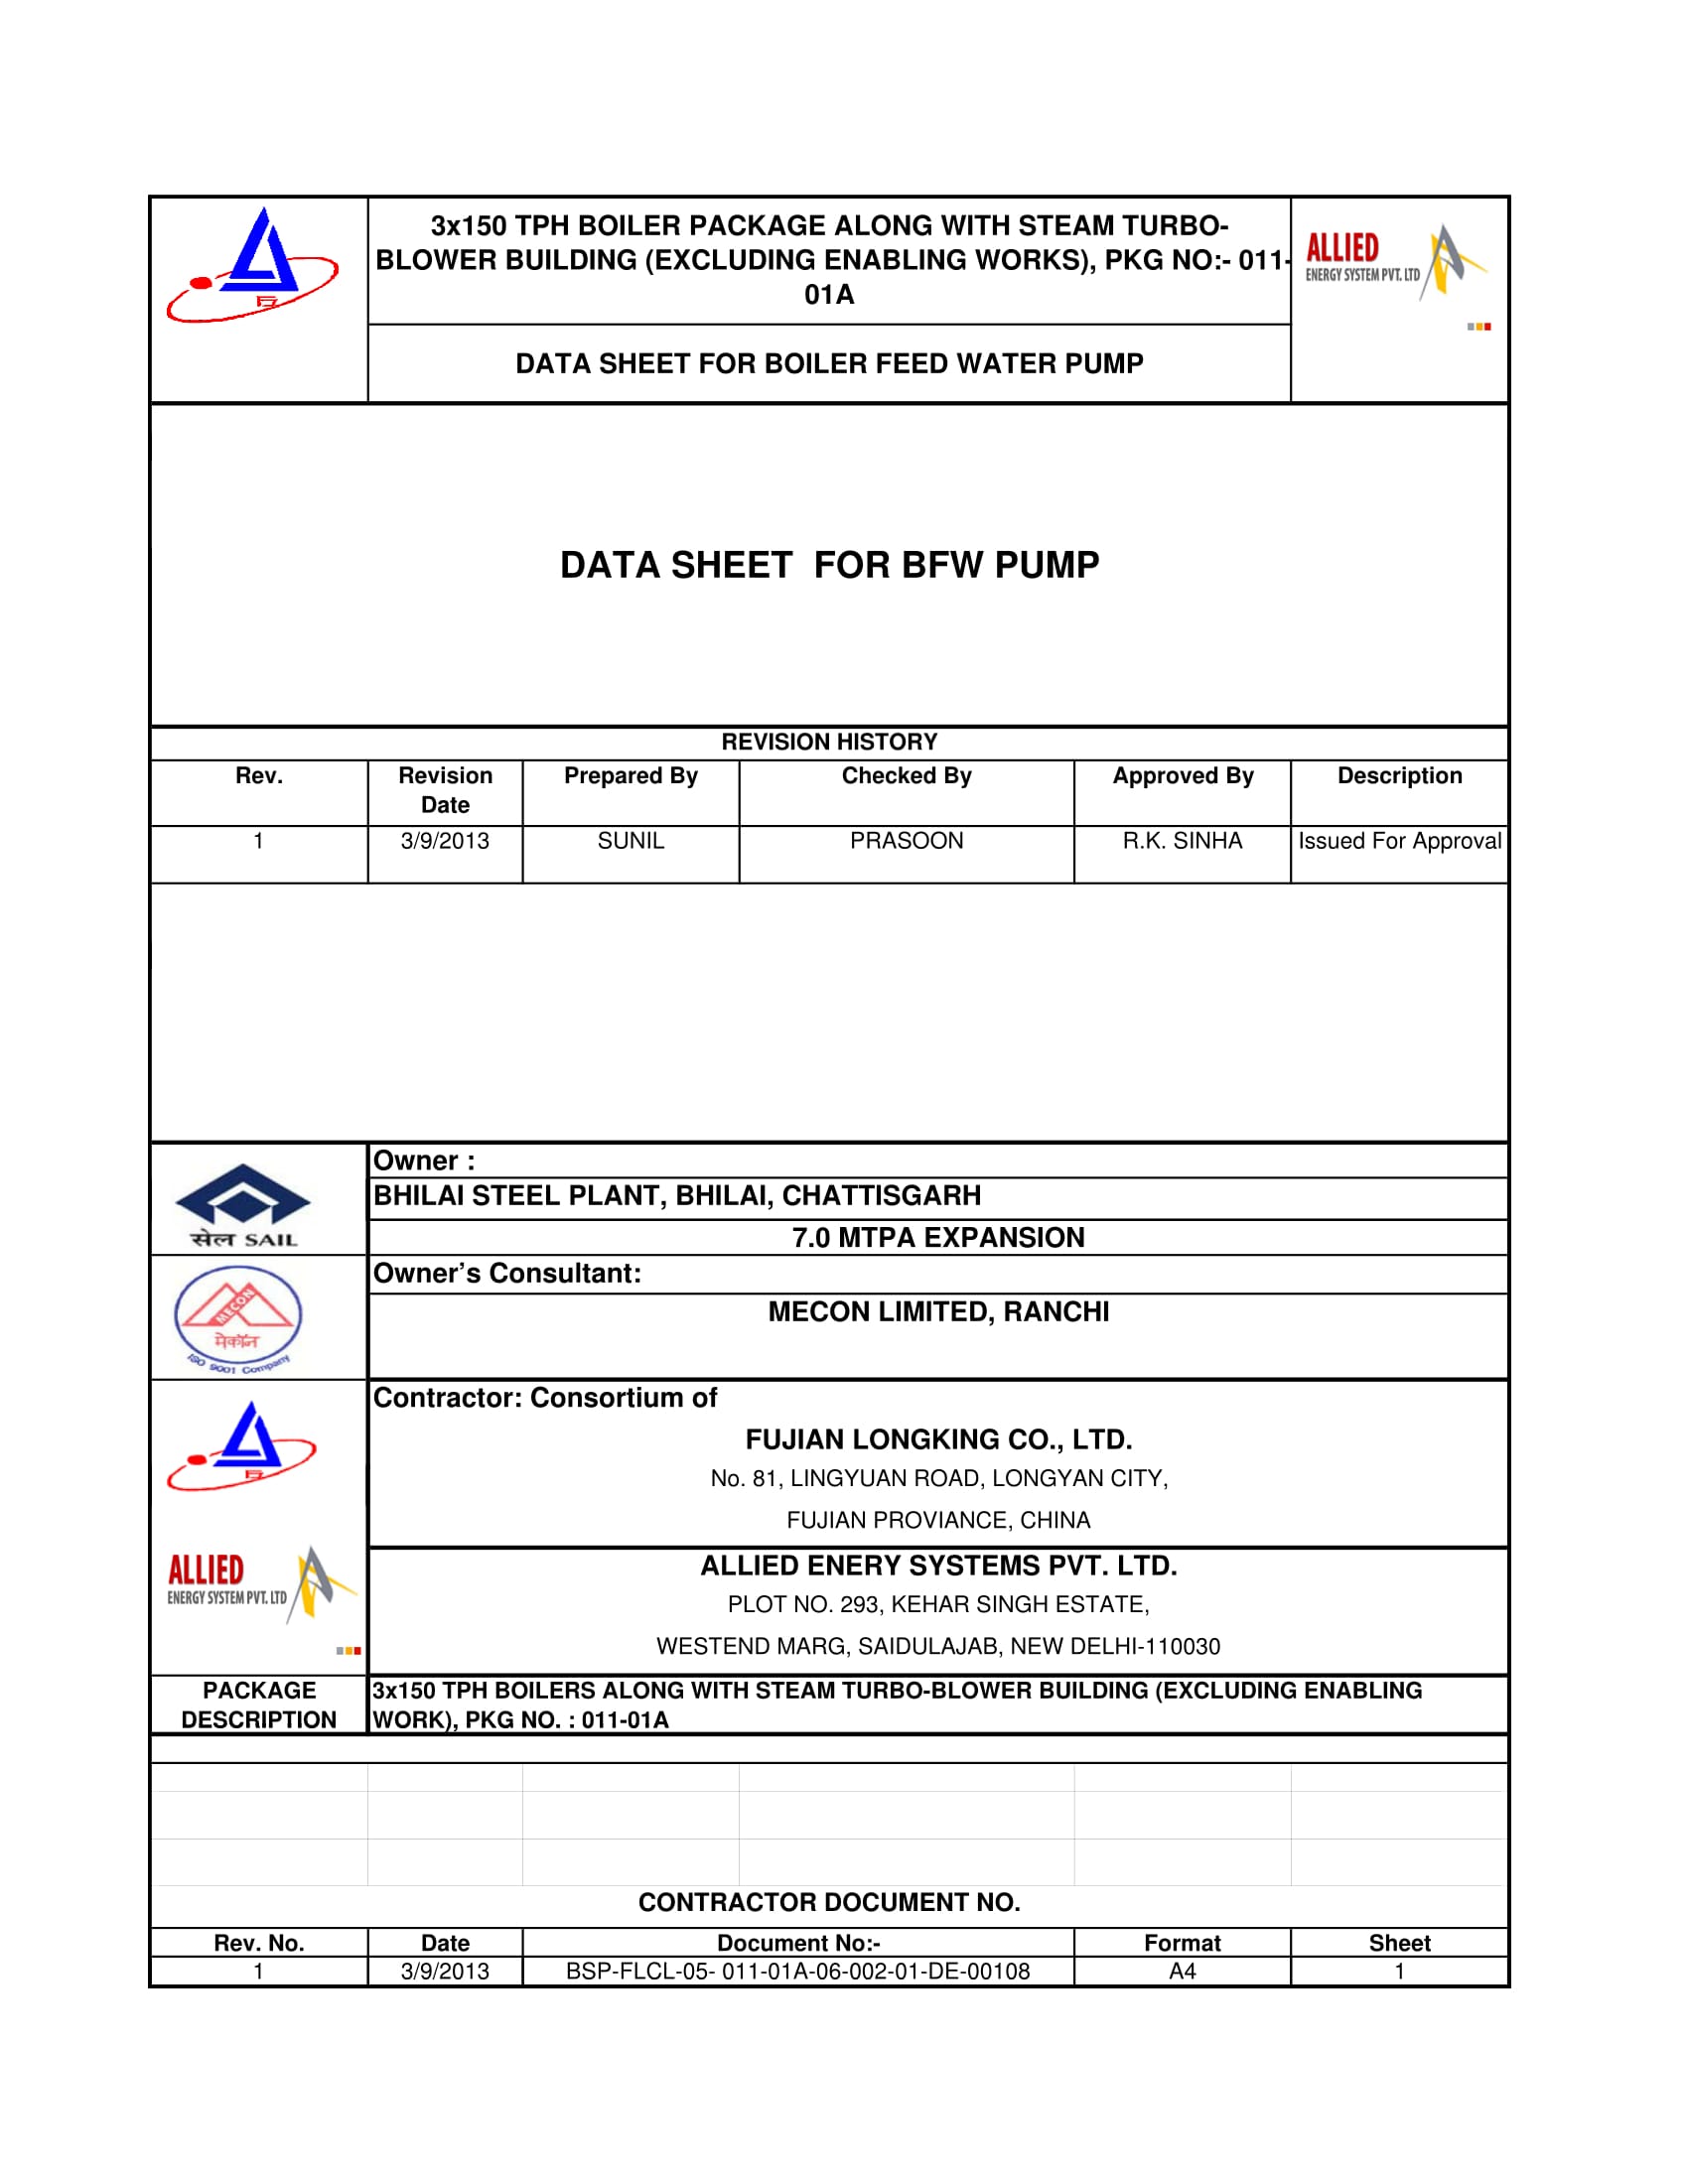 3x150 TPH BOILER PACKAGE ALONG WITH STEAM TURBO-
BLOWER BUILDING (EXCLUDING ENABLING WORKS), PKG NO:- 011-
01A
ALLIED
ENERGY SYSTEM PVT. LTD
DATA SHEET FOR BOILER FEED WATER PUMP
DATA SHEET FOR BFW PUMP
REVISION HISTORY
Rev. Revision Date Prepared By Checked By Approved By Description
1 3/9/2013 SUNIL PRASOON R.K. SINHA Issued For Approval
सेल SAIL
Owner :
BHILAI STEEL PLANT, BHILAI, CHATTISGARH
7.0 MTPA EXPANSION
MECON
मेकॉन
ISO 9001 Company
Owner’s Consultant:
MECON LIMITED, RANCHI
Contractor: Consortium of
FUJIAN LONGKING CO., LTD.
No. 81, LINGYUAN ROAD, LONGYAN CITY,
FUJIAN PROVIANCE, CHINA
ALLIED
ENERGY SYSTEM PVT. LTD
ALLIED ENERY SYSTEMS PVT. LTD.
PLOT NO. 293, KEHAR SINGH ESTATE,
WESTEND MARG, SAIDULAJAB, NEW DELHI-110030
PACKAGE DESCRIPTION
3x150 TPH BOILERS ALONG WITH STEAM TURBO-BLOWER BUILDING (EXCLUDING ENABLING
WORK), PKG NO. : 011-01A
CONTRACTOR DOCUMENT NO.
Rev. No. Date Document No:- Format Sheet
1 3/9/2013 BSP-FLCL-05- 011-01A-06-002-01-DE-00108 A4 1